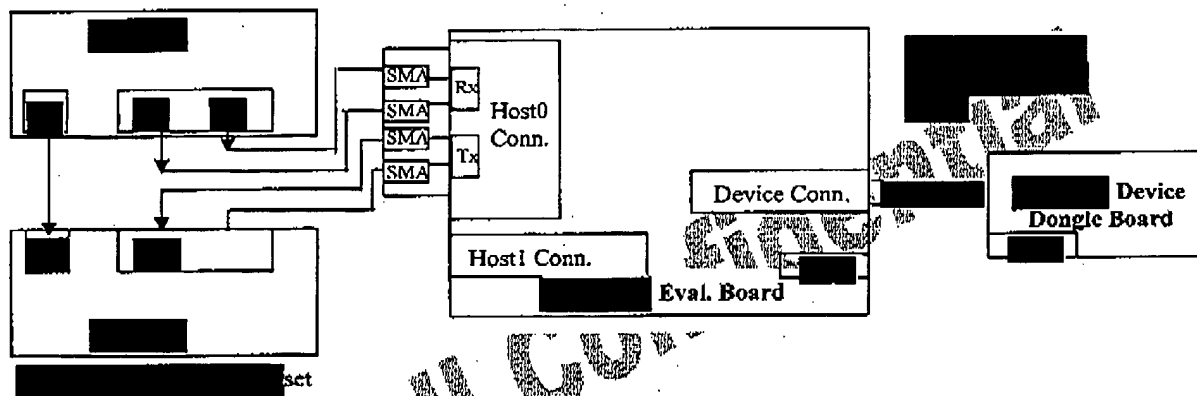 SMA
SMA
SMA
SMA
Rx
Tx
Host0
Conn.
Device Conn.
Device
Dongle Board
Host1 Conn.
Eval. Board
set